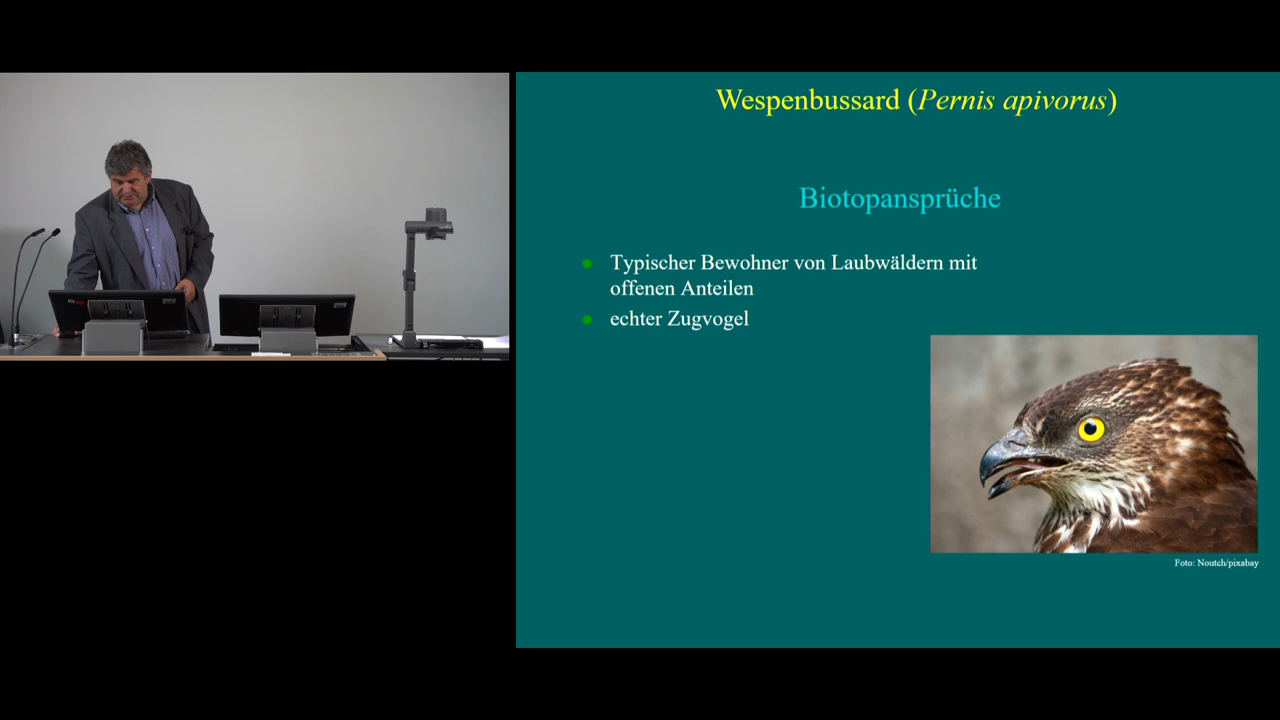 Wespenbussard (Pernis apivorus)
Biotopansprüche
Typischer Bewohner von Laubwäldern mit
offenen Anteilen
echter Zugvogel
Foto: Noutch/pixabay